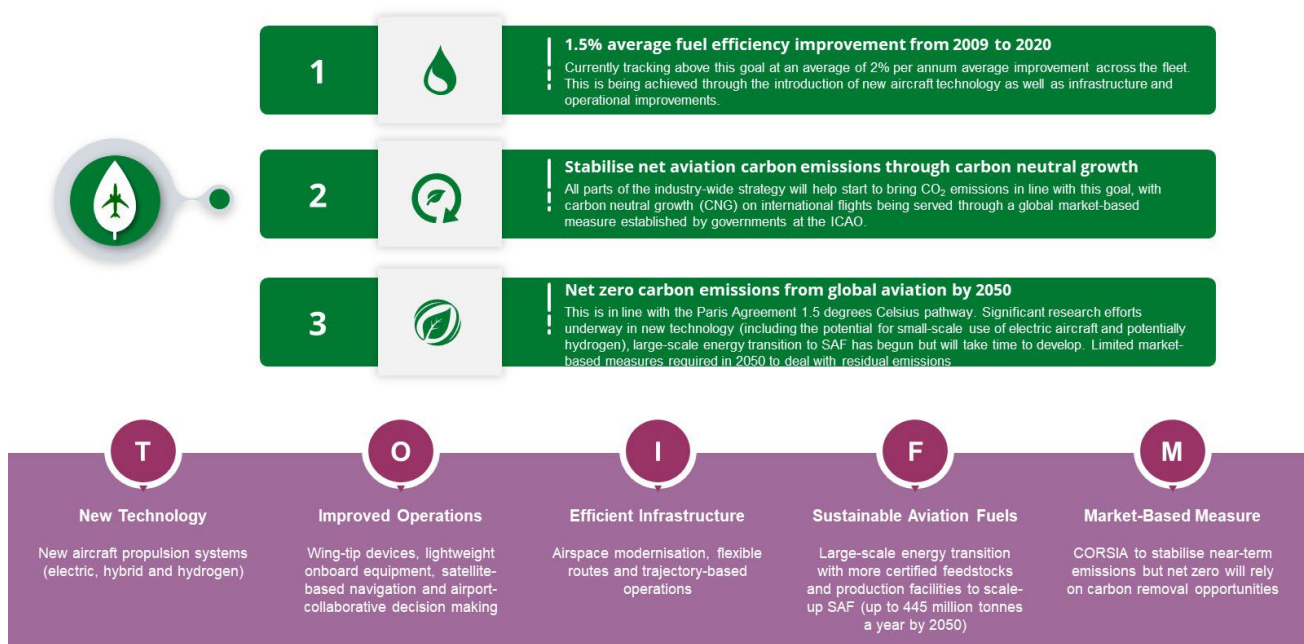 1
1.5% average fuel efficiency improvement from 2009 to 2020
Currently tracking above this goal at an average of 2% per annum average improvement across the fleet.
This is being achieved through the introduction of new aircraft technology as well as infrastructure and
operational improvements.
2
Stabilise net aviation carbon emissions through carbon neutral growth
All parts of the industry-wide strategy will help start to bring CO₂ emissions in line with this goal, with
carbon neutral growth (CNG) on international flights being served through a global market-based
measure established by governments at the ICAO.
3
Net zero carbon emissions from global aviation by 2050
This is in line with the Paris Agreement 1.5 degrees Celsius pathway. Significant research efforts
underway in new technology (including the potential for small-scale use of electric aircraft and potentially
hydrogen), large-scale energy transition to SAF has begun but will take time to develop. Limited market-
based measures required in 2050 to deal with residual emissions
T
New Technology
New aircraft propulsion systems
(electric, hybrid and hydrogen)
O
Improved Operations
Wing-tip devices, lightweight
onboard equipment, satellite-
based navigation and airport-
collaborative decision making
I
Efficient Infrastructure
Airspace modernisation, flexible
routes and trajectory-based
operations
F
Sustainable Aviation Fuels
Large-scale energy transition
with more certified feedstocks
and production facilities to scale-
up SAF (up to 445 million tonnes
a year by 2050)
M
Market-Based Measure
CORSIA to stabilise near-term
emissions but net zero will rely
on carbon removal opportunities